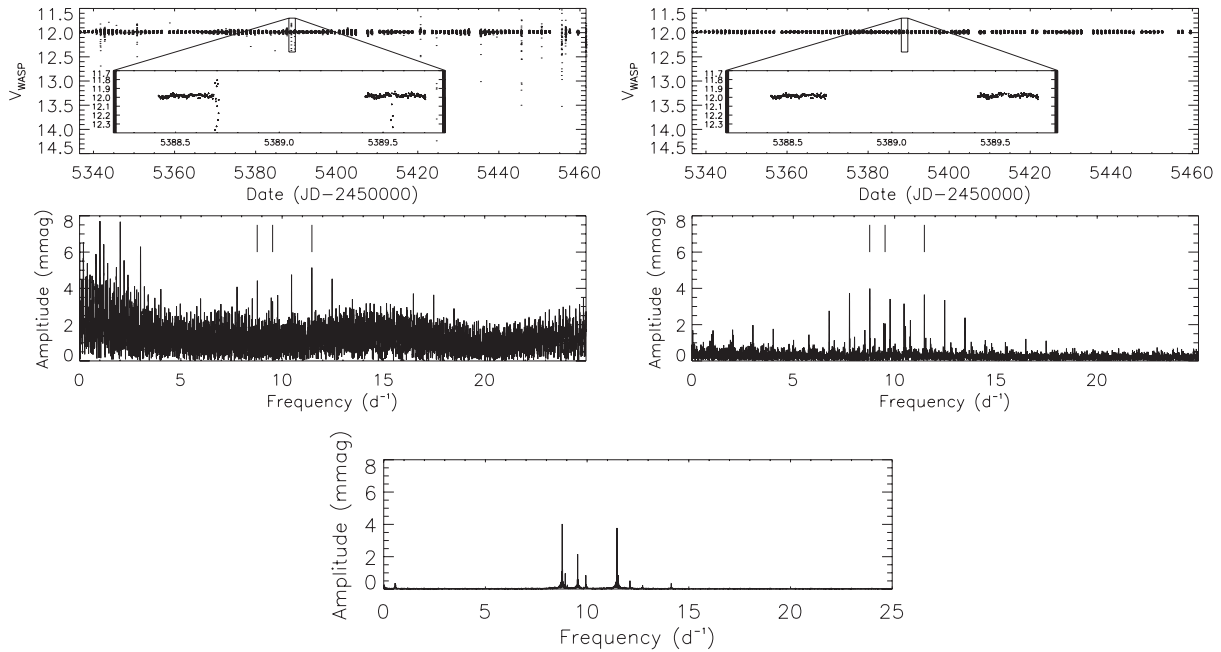 V_WASP
11.5
12.0
12.5
13.0
13.5
14.0
14.5
11.7
11.8
11.9
12.0
12.1
12.2
12.3
5388.5 5389.0 5389.5
5340 5360 5380 5400 5420 5440 5460
Date (JD−2450000)
V_WASP
11.5
12.0
12.5
13.0
13.5
14.0
14.5
11.7
11.8
11.9
12.0
12.1
12.2
12.3
5388.5 5389.0 5389.5
5340 5360 5380 5400 5420 5440 5460
Date (JD−2450000)
Ampltiude (mmag)
8
6
4
2
0
0 5 10 15 20
Frequency (d⁻¹)
Ampltiude (mmag)
8
6
4
2
0
0 5 10 15 20
Frequency (d⁻¹)
Amplitude (mmag)
8
6
4
2
0
0 5 10 15 20 25
Frequency (d⁻¹)